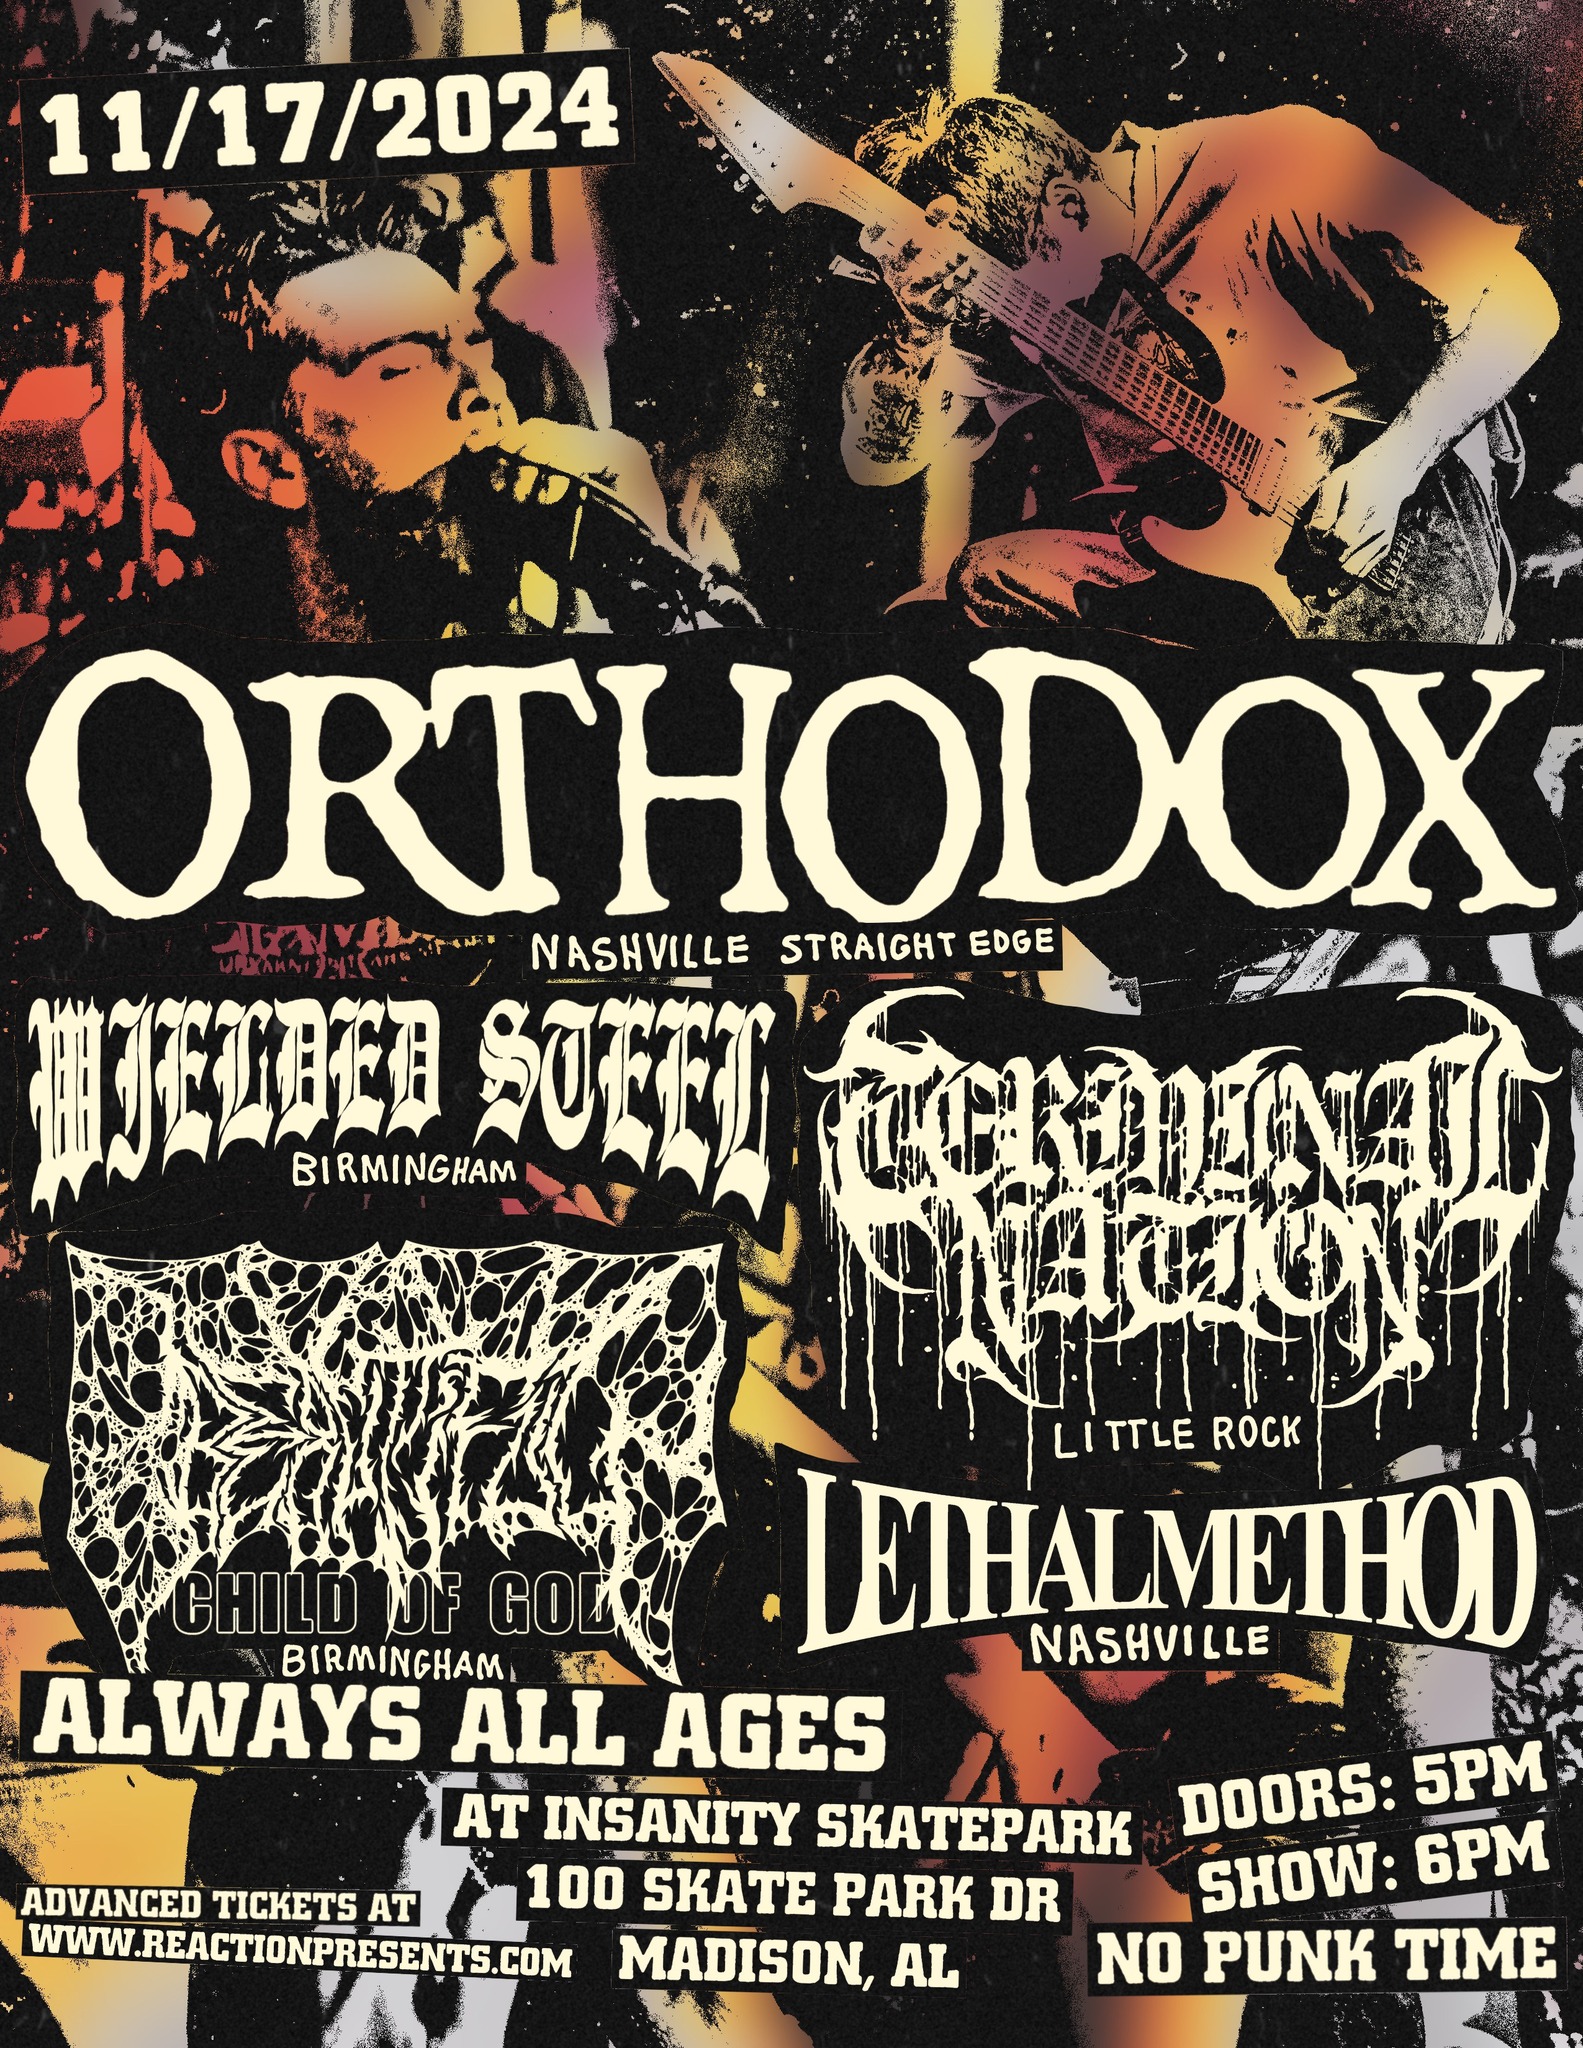 11/17/2024
ORTHODOX
NASHVILLE STRAIGHT EDGE
WIELDED STEEL
BIRMINGHAM
TERMINAL
NATION
LITTLE ROCK
CHILD OF GOD
BIRMINGHAM
LETHAL METHOD
NASHVILLE
ALWAYS ALL AGES
AT INSANITY SKATEPARK
100 SKATE PARK DR
MADISON, AL
DOORS: 5PM
SHOW: 6PM
NO PUNK TIME
ADVANCED TICKETS AT
WWW.REACTIONPRESENTS.COM